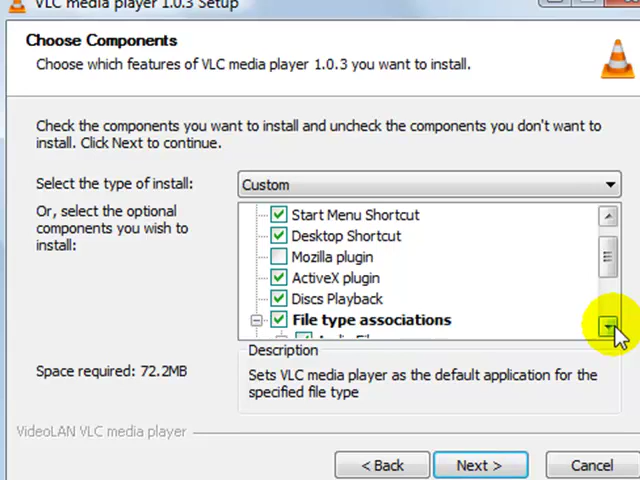 VLC media player 1.0.3 Setup
Choose Components
Choose which features of VLC media player 1.0.3 you want to install.
Check the components you want to install and uncheck the components you don't want to
install. Click Next to continue.
Select the type of install:
Custom
Or, select the optional
components you wish to
install:
Start Menu Shortcut
Desktop Shortcut
Mozilla plugin
ActiveX plugin
Discs Playback
File type associations
Description
Sets VLC media player as the default application for the
specified file type
Space required: 72.2MB
VideoLAN VLC media player
< Back
Next >
Cancel